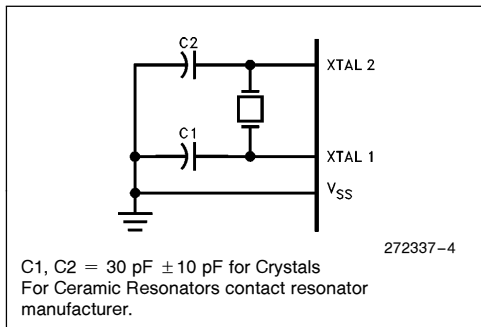 C2
XTAL 2
C1
XTAL 1
VSS
272337–4
C1, C2 = 30 pF ±10 pF for Crystals
For Ceramic Resonators contact resonator
manufacturer.